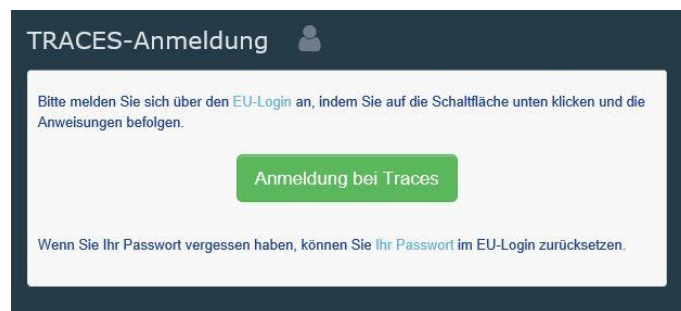 TRACES-Anmeldung
Bitte melden Sie sich über den EU-Login an, indem Sie auf die Schaltfläche unten klicken und die
Anweisungen befolgen.
Anmeldung bei Traces
Wenn Sie Ihr Passwort vergessen haben, können Sie Ihr Passwort im EU-Login zurücksetzen.